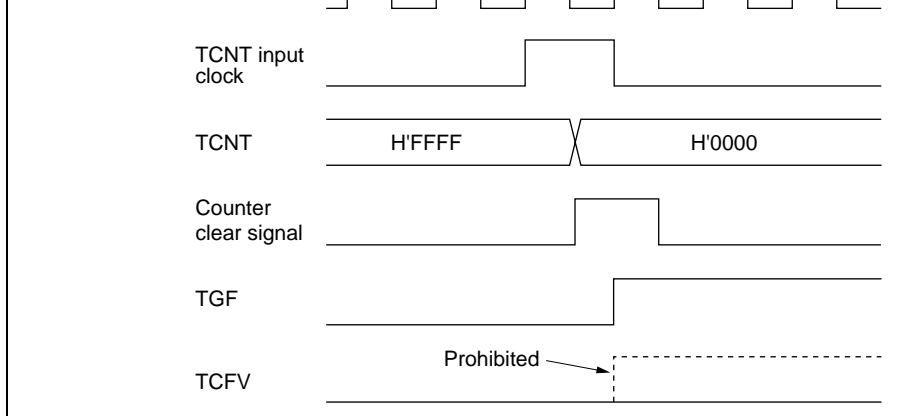 TCNT input
clock
TCNT
H'FFFF
H'0000
Counter
clear signal
TGF
Prohibited
TCFV